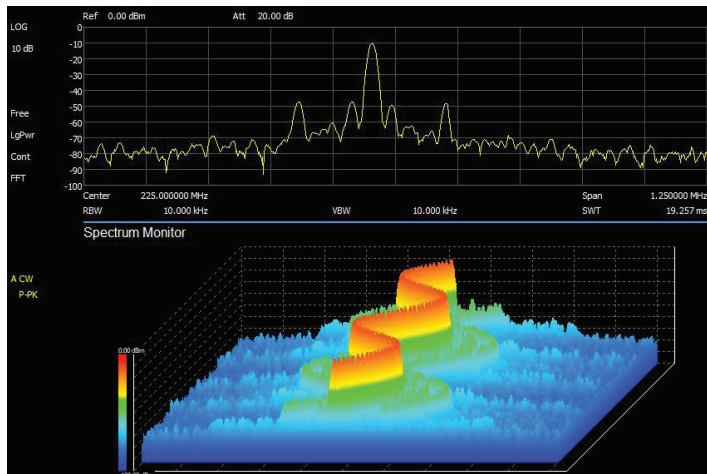 Ref 0.00 dBm Att 20.00 dB
LOG
10 dB
Free
LgPwr
Cont
FFT
0
-10
-20
-30
-40
-50
-60
-70
-80
-90
-100
Center 225.000000 MHz Span 1.250000 MHz
RBW 10.000 kHz VBW 10.000 kHz SWT 19.257 ms
Spectrum Monitor
A CW
P-PK
0.00 dBm